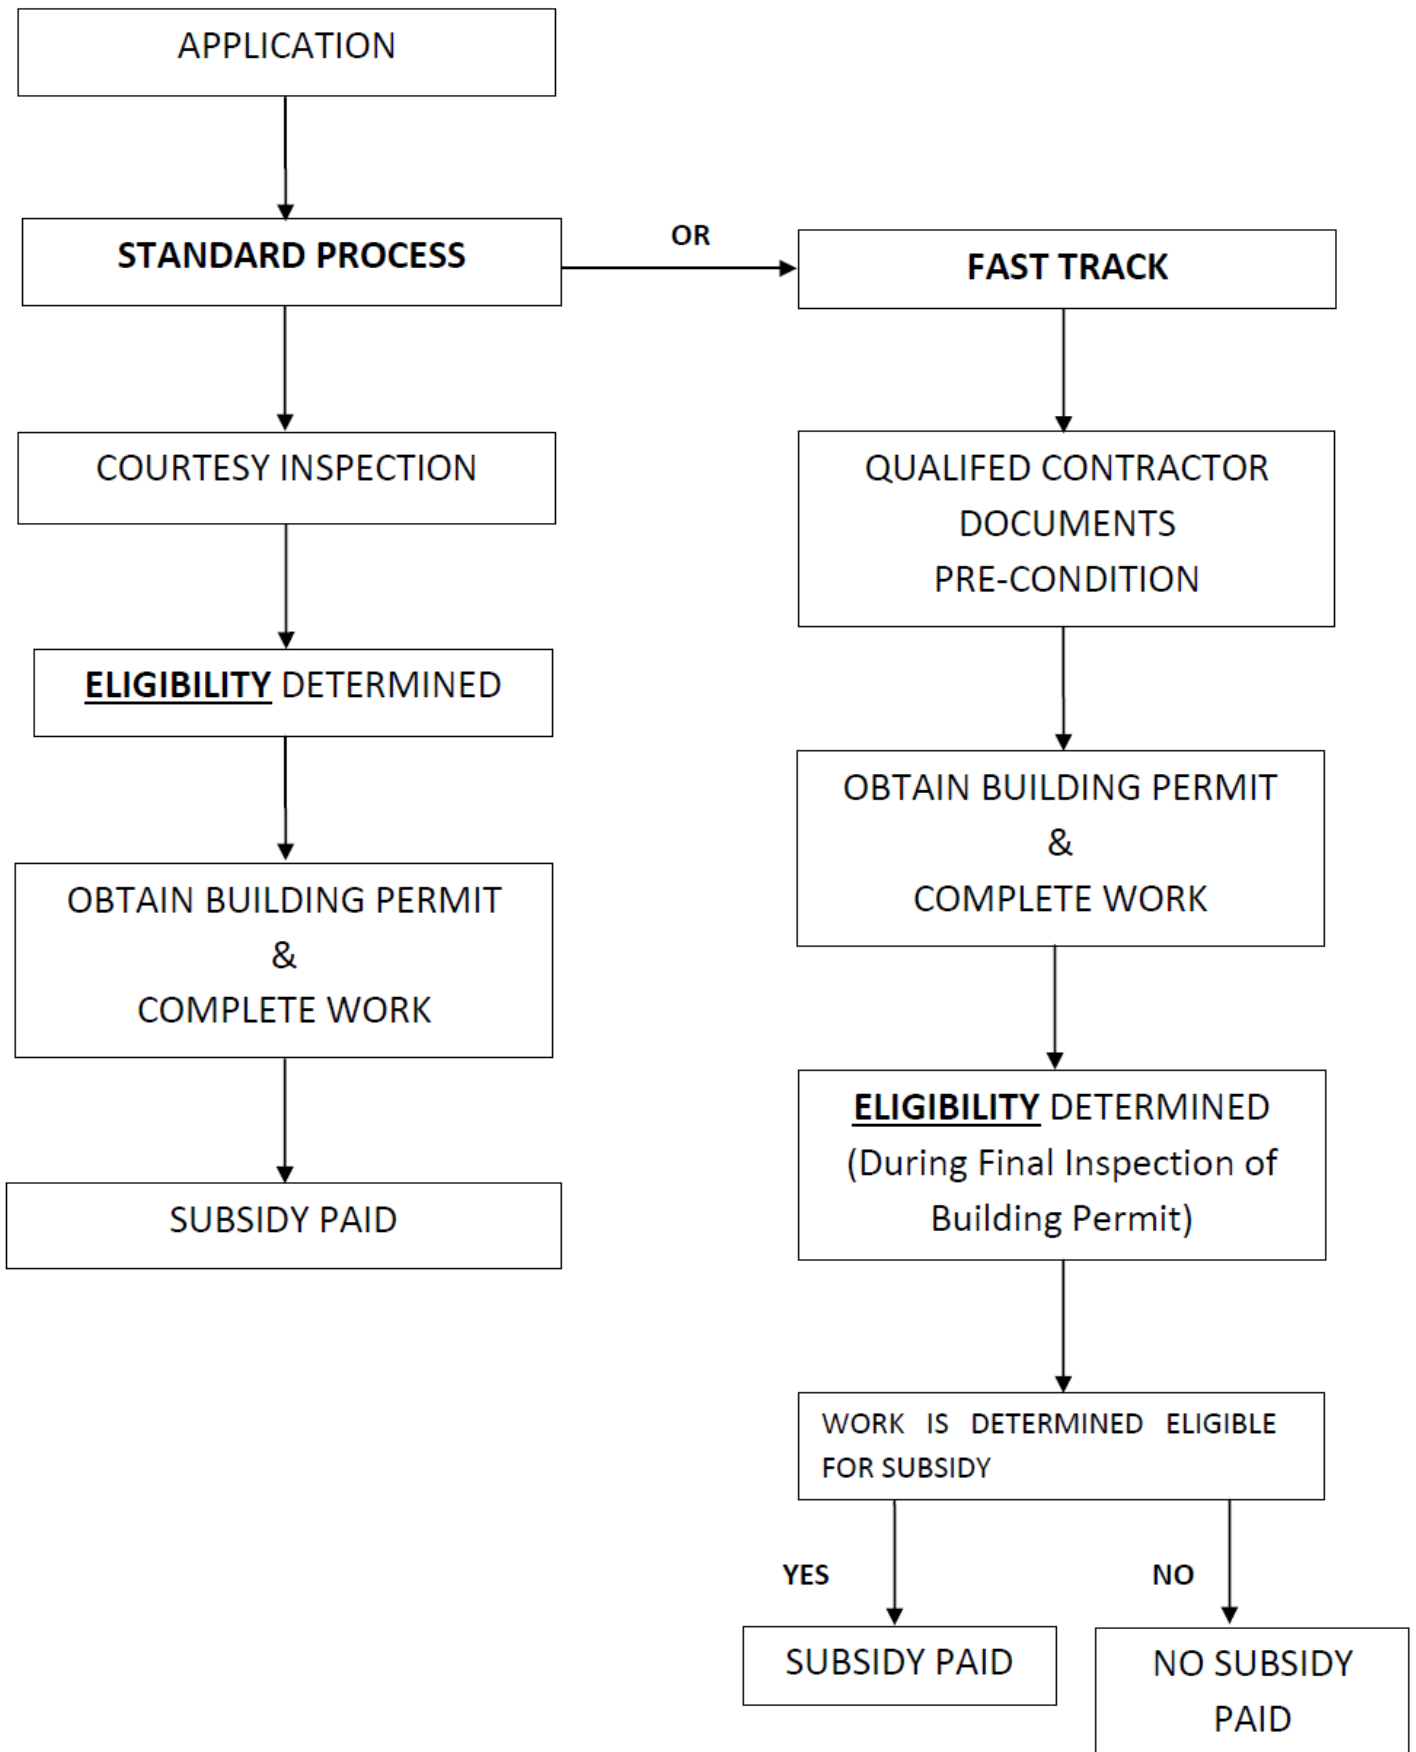 APPLICATION
STANDARD PROCESS
OR
FAST TRACK
COURTESY INSPECTION
ELIGIBILITY DETERMINED
OBTAIN BUILDING PERMIT
&
COMPLETE WORK
SUBSIDY PAID
QUALIFED CONTRACTOR
DOCUMENTS
PRE-CONDITION
OBTAIN BUILDING PERMIT
&
COMPLETE WORK
ELIGIBILITY DETERMINED
(During Final Inspection of
Building Permit)
WORK IS DETERMINED ELIGIBLE
FOR SUBSIDY
YES
NO
SUBSIDY PAID
NO SUBSIDY
PAID